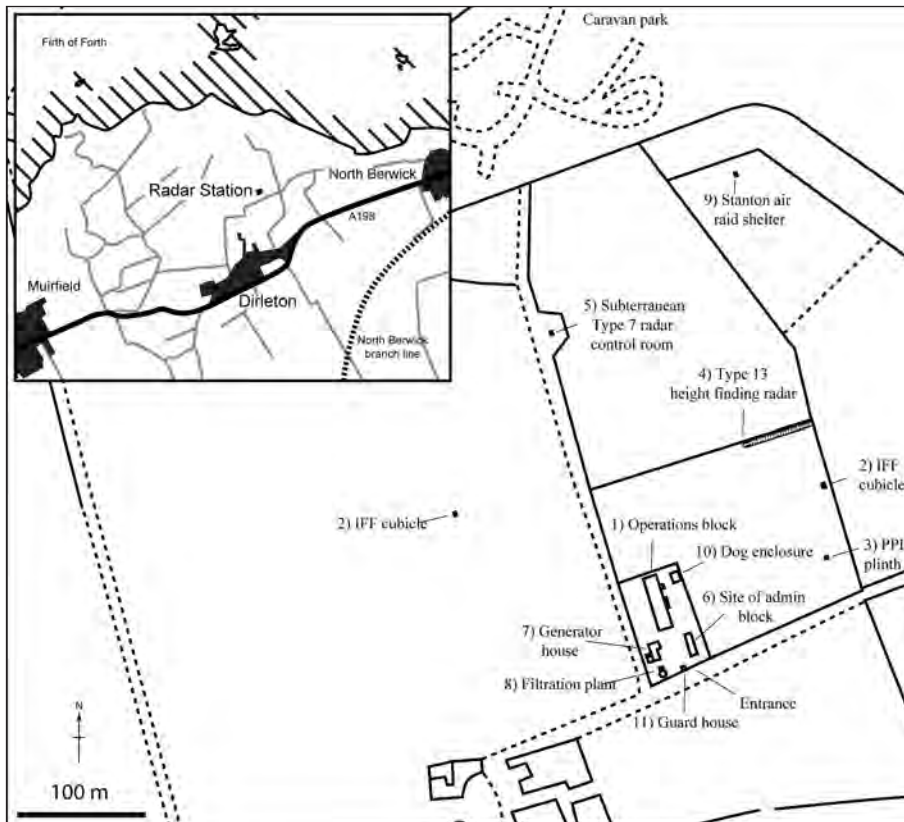 Caravan park
Firth of Forth
North Berwick
Radar Station
A198
9) Stanton air
raid shelter
Muirfield
Dirleton
5) Subterranean
Type 7 radar
control room
North Berwick
branch line
4) Type 13
height finding radar
2) IFF
cubicle
2) IFF cubicle
1) Operations block
10) Dog enclosure
3) PPI
plinth
6) Site of admin
block
7) Generator
house
8) Filtration plant
Entrance
11) Guard house
N
100 m